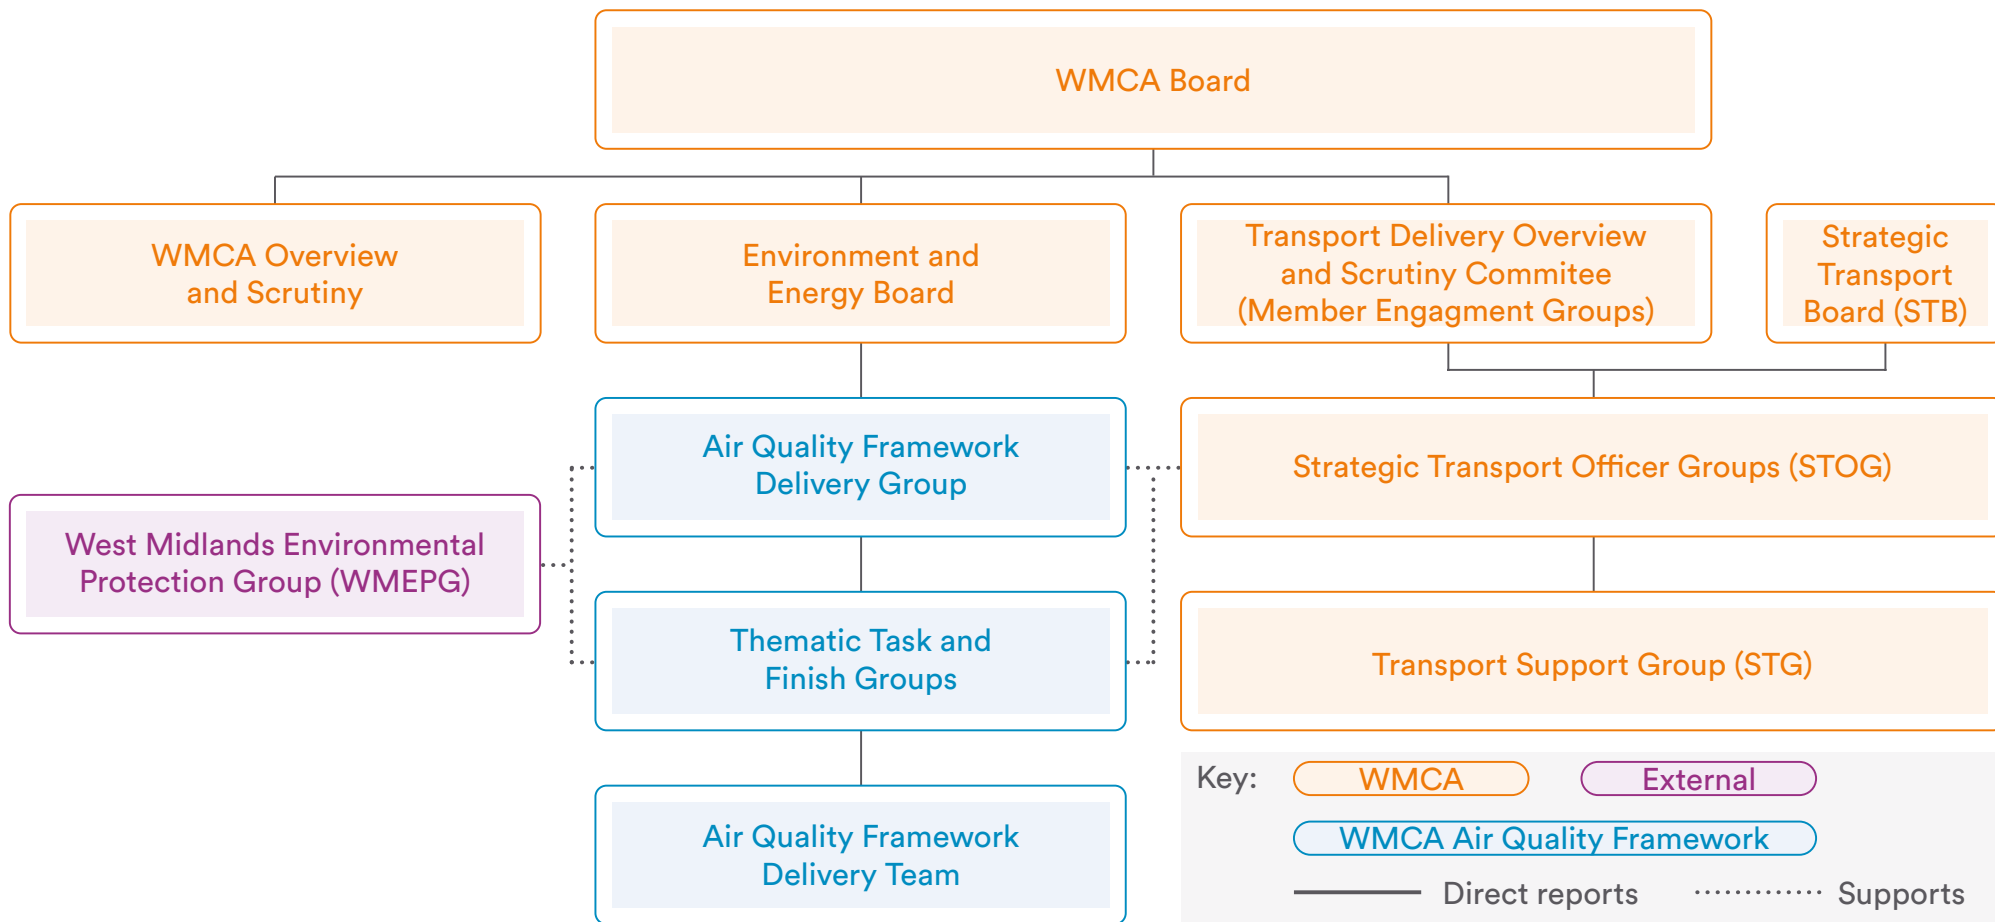 WMCA Board
WMCA Overview
and Scrutiny
Environment and
Energy Board
Transport Delivery Overview
and Scrutiny Commitee
(Member Engagment Groups)
Strategic
Transport
Board (STB)
Air Quality Framework
Delivery Group
Strategic Transport Officer Groups (STOG)
West Midlands Environmental
Protection Group (WMEPG)
Thematic Task and
Finish Groups
Transport Support Group (STG)
Air Quality Framework
Delivery Team
Key:
WMCA
External
WMCA Air Quality Framework
Direct reports
Supports